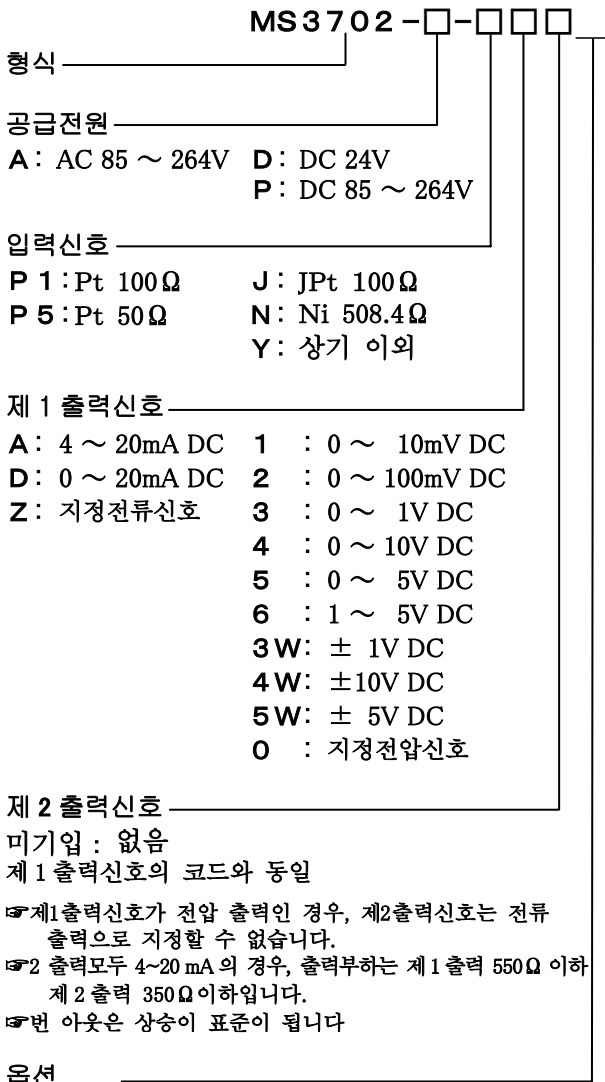 MS3702-□-□□□
형식
공급전원
A: AC 85 ～ 264V D: DC 24V
P: DC 85 ～ 264V
입력신호
P 1:Pt 100Ω J: JPt 100Ω
P 5:Pt 50Ω N: Ni 508.4Ω
Y: 상기 이외
제 1 출력신호
A: 4 ～ 20mA DC 1 : 0 ～ 10mV DC
D: 0 ～ 20mA DC 2 : 0 ～ 100mV DC
Z: 지정전류신호 3 : 0 ～ 1V DC
4 : 0 ～ 10V DC
5 : 0 ～ 5V DC
6 : 1 ～ 5V DC
3W: ± 1V DC
4W: ±10V DC
5W: ± 5V DC
0 : 지정전압신호
제 2 출력신호
미기입 : 없음
제 1 출력신호의 코드와 동일
☞제1출력신호가 전압 출력인 경우, 제2출력신호는 전류
출력으로 지정할 수 없습니다.
☞2 출력모두 4~20 mA 의 경우, 출력부하는 제 1 출력 550Ω 이하
제 2 출력 350Ω이하입니다.
☞번 아웃은 상승이 표준이 됩니다
옵션